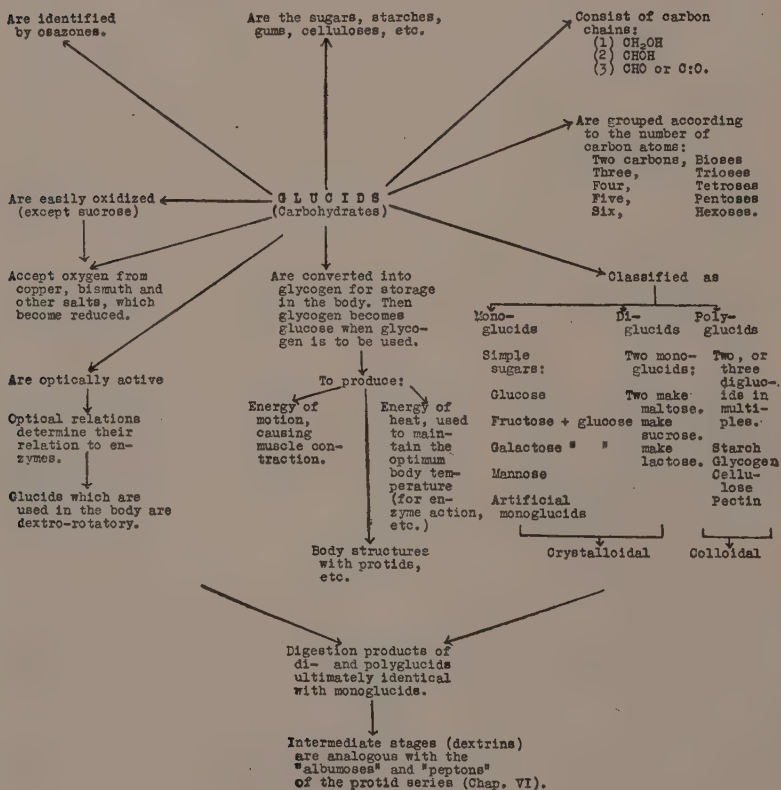 Are identified
by osazones.
Are the sugars, starches,
gums, celluloses, etc.
Consist of carbon
chains:
(1) CH₂OH
(2) CHOH
(3) CHO or C:O.
Are grouped according
to the number of
carbon atoms:
Two carbons, Bioses
Three, Trioses
Four, Tetroses
Five, Pentoses
Six, Hexoses.
GLUCIDS
(Carbohydrates)
Are easily oxidized
(except sucrose)
Accept oxygen from
copper, bismuth and
other salts, which
become reduced.
Are optically active
Optical relations
determine their
relation to en-
zymes.
Glucids which are
used in the body are
dextro-rotatory.
Are converted into
glycogen for storage
in the body. Then
glycogen becomes
glucose when glyco-
gen is to be used.
To produce:
Energy of
motion,
causing
muscle con-
traction.
Energy of
heat, used
to main-
tain the
optimum
body tem-
perature
(for en-
zyme action,
etc.)
Body structures
with protids,
etc.
Classified as
Mono-
glucids
Simple
sugars:
Glucose
Fructose + glucose
Galactose " "
Mannose
Artificial
monoglucids
Di-
glucids
Two mono-
glucids;
Two make
maltose.
make
sucrose.
make
lactose.
Poly-
glucids
Two, or
three
digluc-
ids in
multi-
ples.
Starch
Glycogen
Cellu-
lose
Pectin
Crystalloidal
Colloidal
Digestion products of
di- and polyglucids
ultimately identical
with monoglucids.
Intermediate stages (dextrins)
are analogous with the
"albumoses" and "peptons"
of the protid series (Chap. VI).